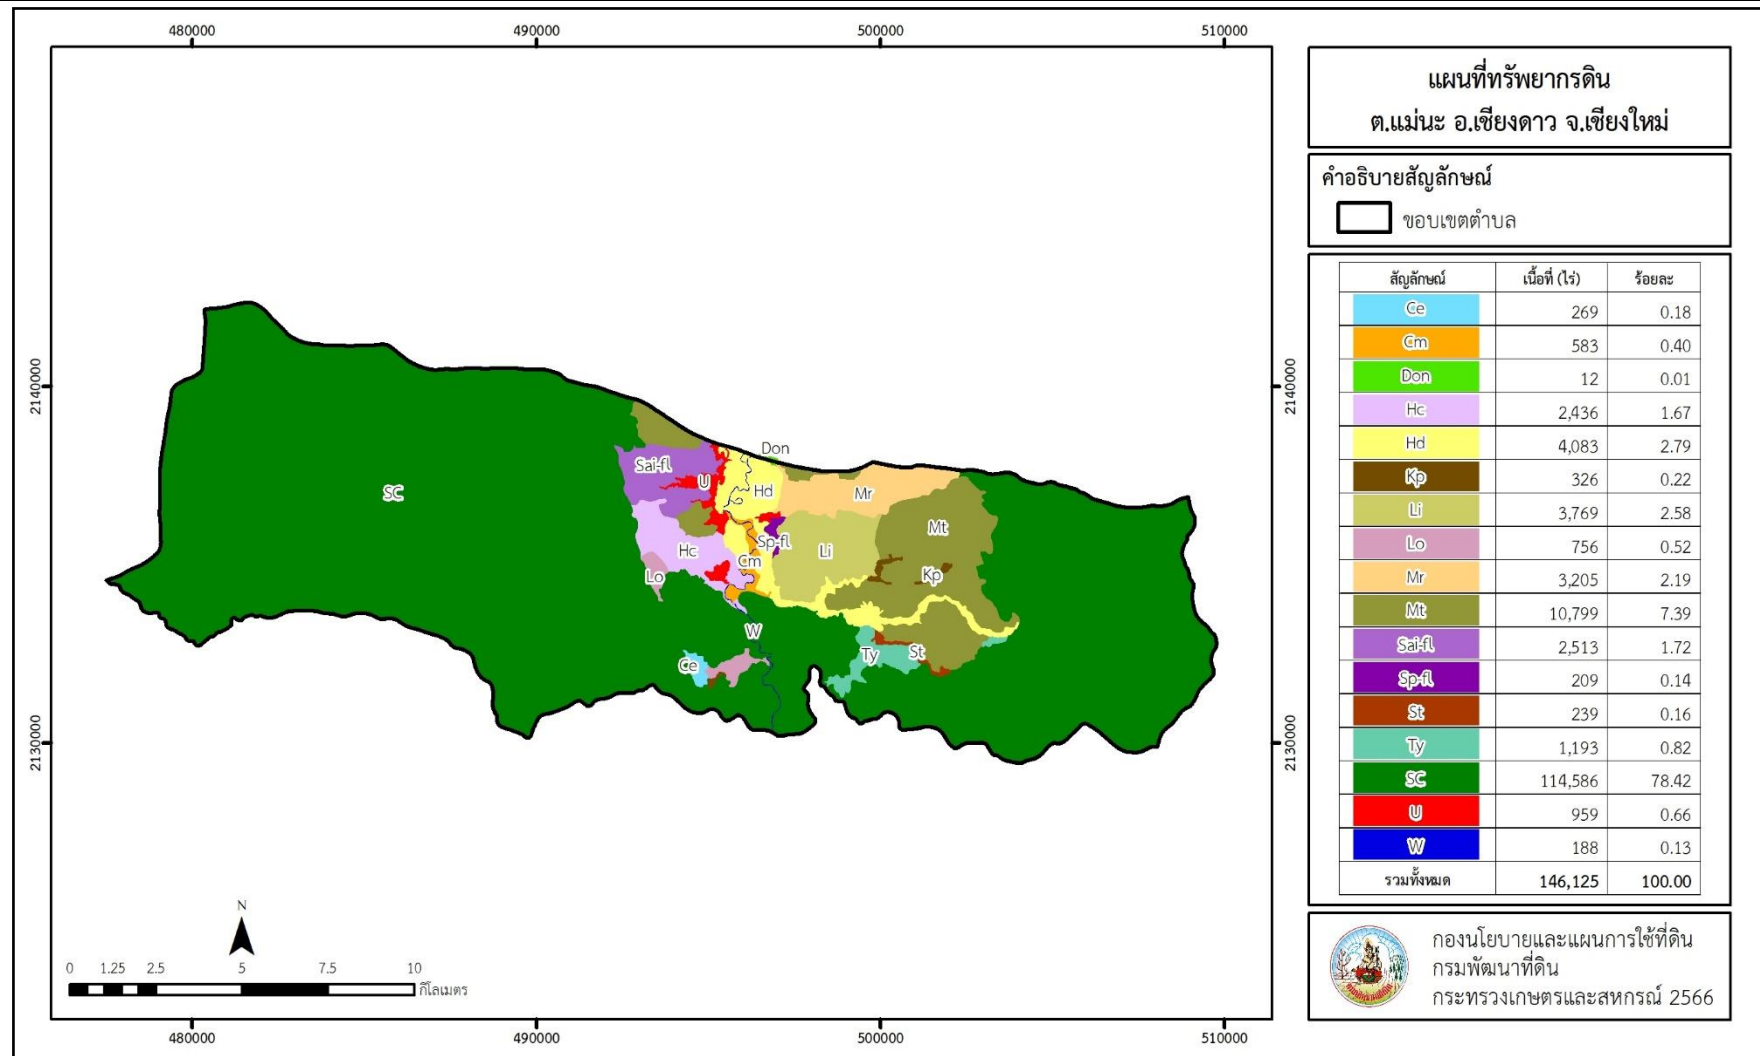 480000
490000
500000
510000
2140000
2130000
2140000
2130000
SC
Sai-fl
U
Don
Hd
Mr
Mt
Sp-fl
Li
Hc
Cm
Lo
Kp
W
Ce
Ty
St
N
0 1.25 2.5 5 7.5 10
กิโลเมตร
480000
490000
500000
510000
แผนที่ทรัพยากรดิน
ต.แม่นะ อ.เชียงดาว จ.เชียงใหม่
คำอธิบายสัญลักษณ์
ขอบเขตตำบล
สัญลักษณ์ เนื้อที่ (ไร่) ร้อยละ
Ce 269 0.18
Cm 583 0.40
Don 12 0.01
Hc 2,436 1.67
Hd 4,083 2.79
Kp 326 0.22
Li 3,769 2.58
Lo 756 0.52
Mr 3,205 2.19
Mt 10,799 7.39
Sai-fl 2,513 1.72
Sp-fl 209 0.14
St 239 0.16
Ty 1,193 0.82
SC 114,586 78.42
U 959 0.66
W 188 0.13
รวมทั้งหมด 146,125 100.00
กองนโยบายและแผนการใช้ที่ดิน
กรมพัฒนาที่ดิน
กระทรวงเกษตรและสหกรณ์ 2566